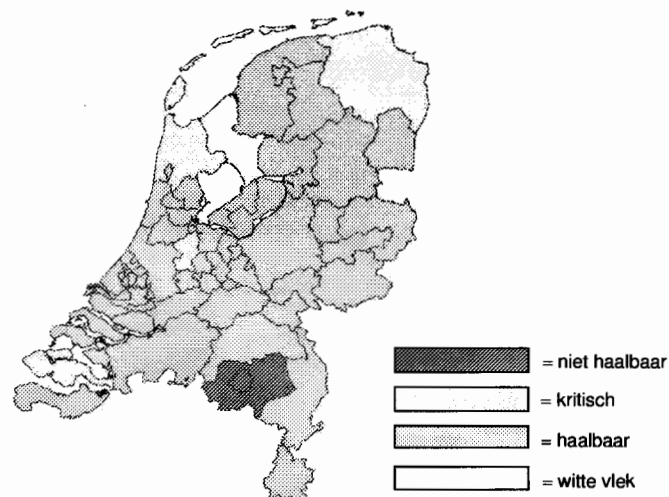 = niet haalbaar
= kritisch
= haalbaar
= witte vlek